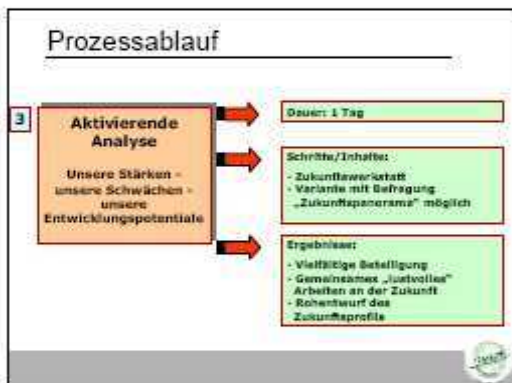 Prozessablauf
3
Aktivierende
Analyse
Unsere Stärken -
unsere Schwächen -
unsere
Entwicklungspotentiale
Dauer: 1 Tag
Schritte/Inhalte:
- Zukunftswerkstatt
- Variante mit Befragung
„Zukunftspanorama" möglich
Ergebnisse:
- Vielfältige Beteiligung
- Gemeinsames „lustvolles"
Arbeiten an der Zukunft
- Rohentwurf des
Zukunftsprofils